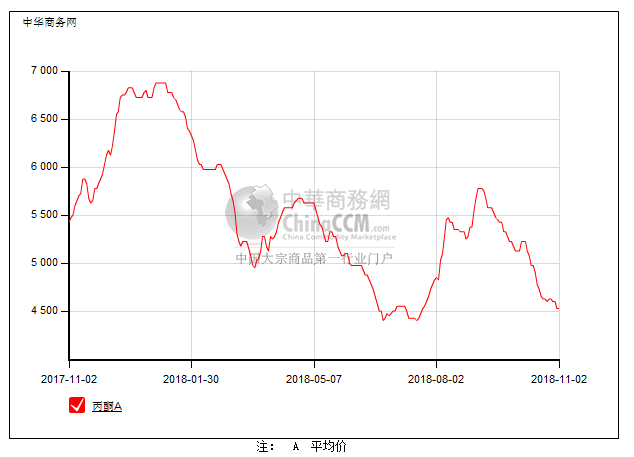 中华商务网
7 000
6 500
6 000
5 500
5 000
4 500
中華商務網
ChinaCCM.com
China Commodity Marketplace
中国大宗商品第一行业门户
2017-11-02 2018-01-30 2018-05-07 2018-08-02 2018-11-02
丙酮A
注： A 平均价